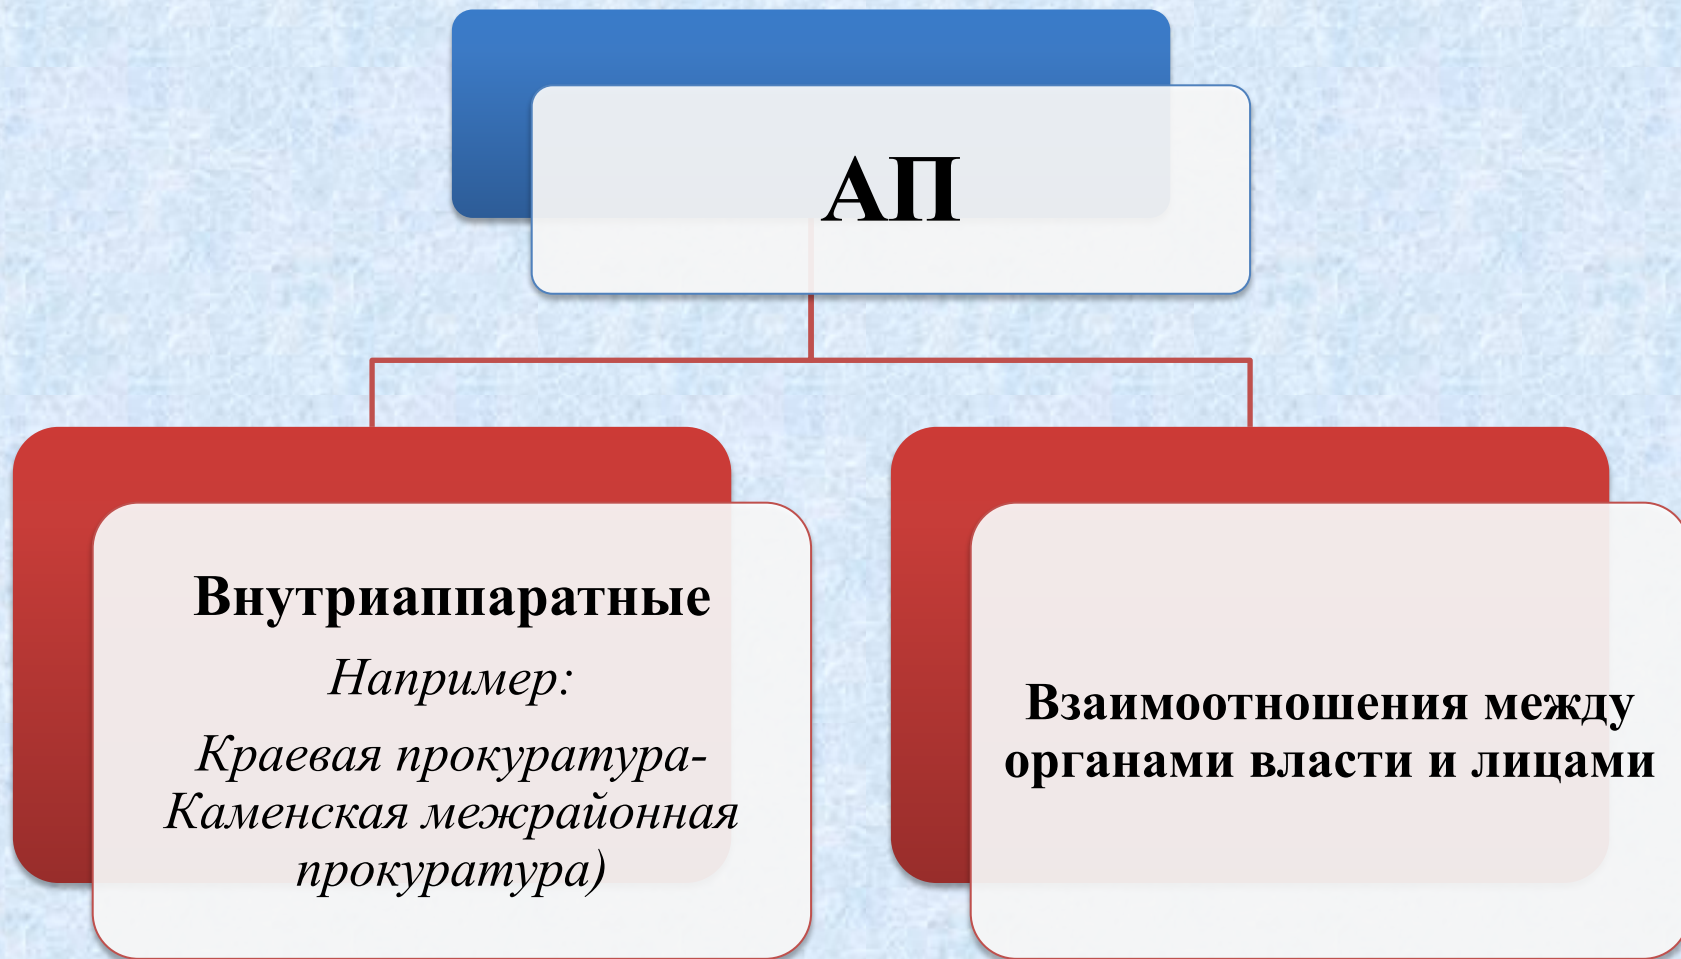 АП
Внутриаппаратные
Например:
Краевая прокуратура-
Каменская межрайонная
прокуратура)
Взаимоотношения между
органами власти и лицами